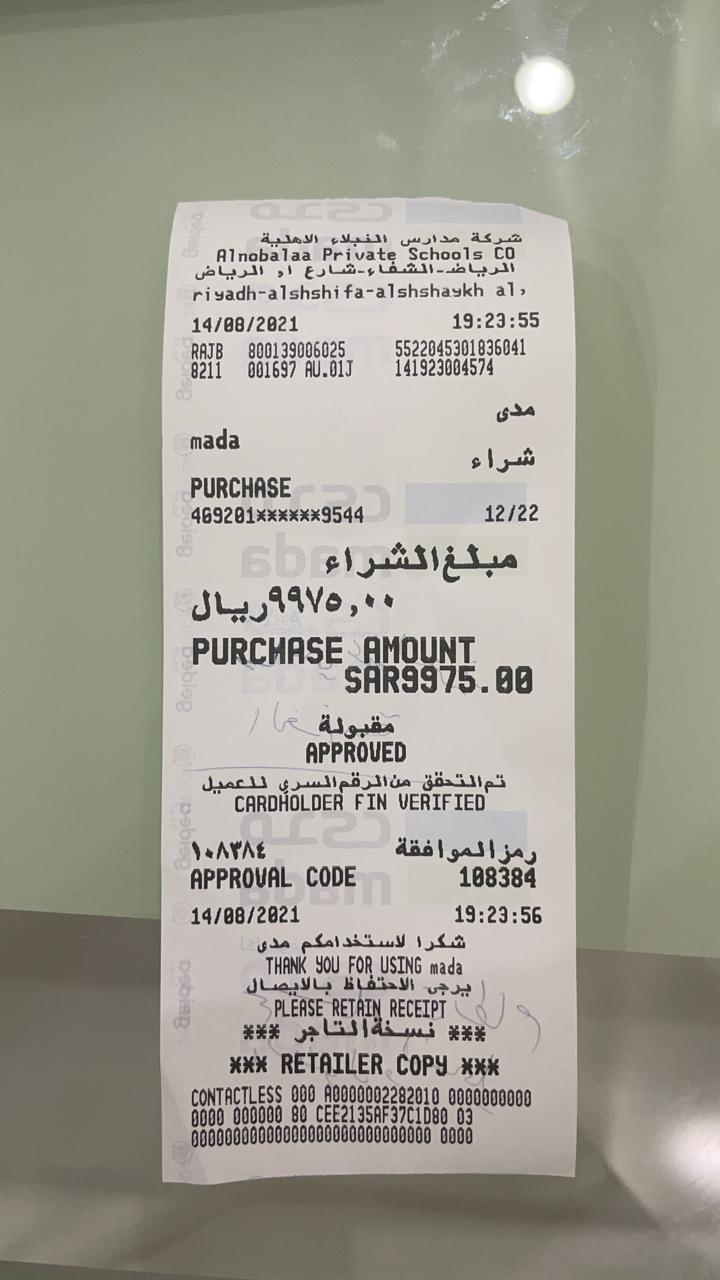 شركة مدارس النبلاء الاهلية
Alnobalaa Private Schools CO
الرياض-الشفاء-شارع ا, الرياض
riyadh-alshshifa-alshshaykh al,
14/08/2021 19:23:55
RAJB 800139006025 5522045301836041
8211 001697 AU.01J 141923004574
مدى
mada
شراء
PURCHASE
469201******9544 12/22
مبلغ الشراء
٩٩٧٥,٠٠ ريال
PURCHASE AMOUNT
SAR9975.00
مقبولة
APPROVED
تم التحقق من الرقم السري للعميل
CARDHOLDER FIN VERIFIED
رمز الموافقة ١٠٨٣٨٤
APPROVAL CODE 108384
14/08/2021 19:23:56
شكرا لاستخدامكم مدى
THANK YOU FOR USING mada
يرجى الاحتفاظ بالايصال
PLEASE RETAIN RECEIPT
*** نسخة التاجر ***
*** RETAILER COPY ***
CONTACTLESS 000 A0000002282010 0000000000
0000 000000 80 CEE2135AF37C1D80 03
0000000000000000000000000000 0000